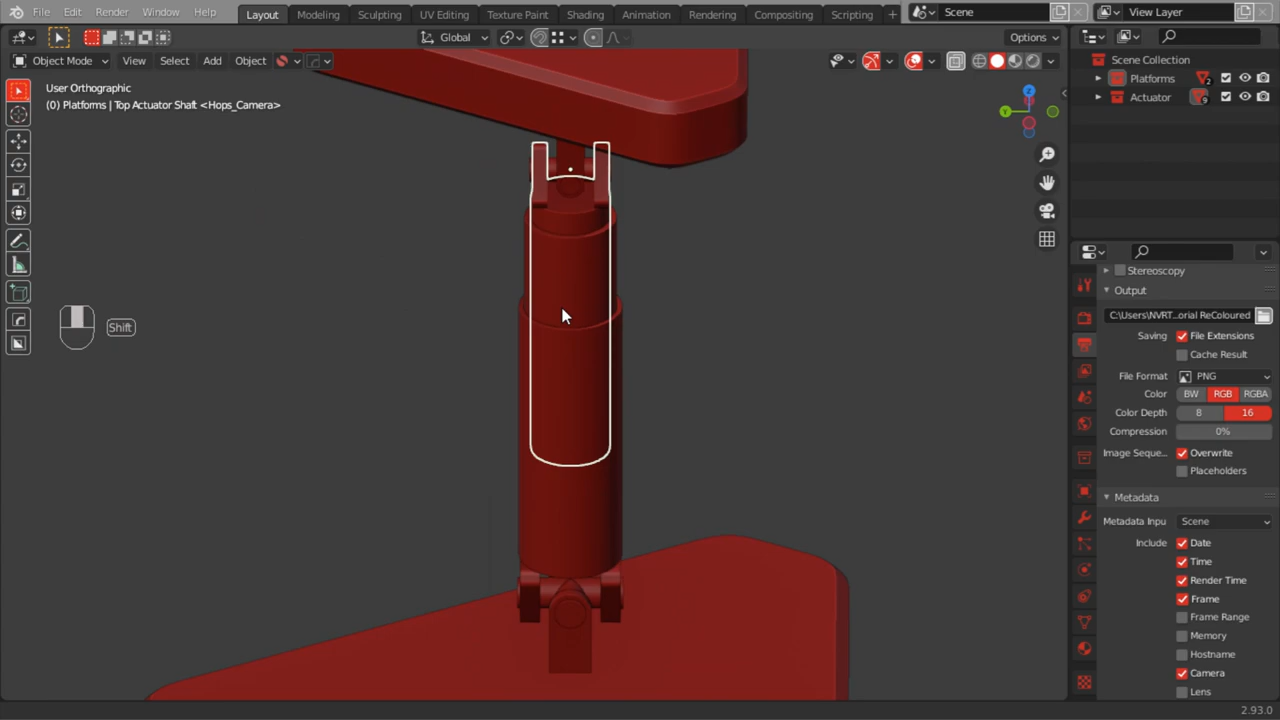 File Edit Render Window Help Layout Modeling Sculpting UV Editing Texture Paint Shading Animation Rendering Compositing Scripting + Scene View Layer
Global Options
Object Mode View Select Add Object
User Orthographic
(0) Platforms | Top Actuator Shaft <Hops_Camera>
Shift
Scene Collection
Platforms 2
Actuator 9
Stereoscopy
Output
C:\Users\NVRT...orial ReColoured
Saving File Extensions
Cache Result
File Format PNG
Color BW RGB RGBA
Color Depth 8 16
Compression 0%
Image Seque... Overwrite
Placeholders
Metadata
Metadata Inpu Scene
Include Date
Time
Render Time
Frame
Frame Range
Memory
Hostname
Camera
Lens
2.93.0